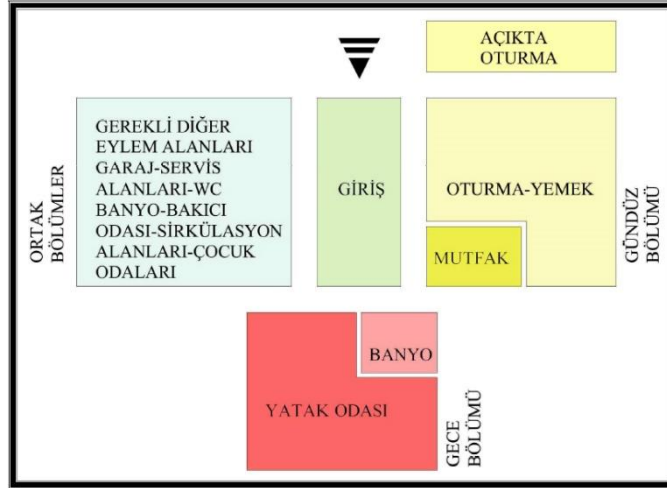 AÇIKTA
OTURMA
ORTAK
BÖLÜMLER
GEREKLİ DİĞER
EYLEM ALANLARI
GARAJ-SERVİS
ALANLARI-WC
BANYO-BAKICI
ODASI-SİRKÜLASYON
ALANLARI-ÇOCUK
ODALARI
GİRİŞ
OTURMA-YEMEK
MUTFAK
GÜNDÜZ
BÖLÜMÜ
BANYO
YATAK ODASI
GECE
BÖLÜMÜ